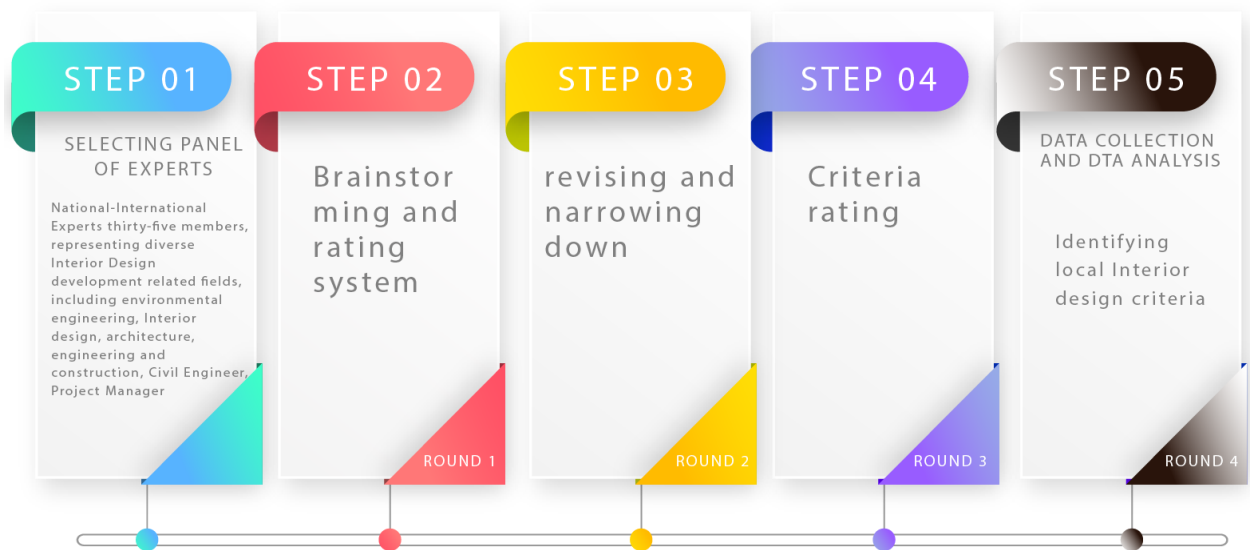 STEP 01
SELECTING PANEL
OF EXPERTS
National-International
Experts thirty-five members,
representing diverse
Interior Design
development related fields,
including environmental
engineering, Interior
design, architecture,
engineering and
construction, Civil Engineer,
Project Manager
STEP 02
Brainstor
ming and
rating
system
ROUND 1
STEP 03
revising and
narrowing
down
ROUND 2
STEP 04
Criteria
rating
ROUND 3
STEP 05
DATA COLLECTION
AND DTA ANALYSIS
Identifying
local Interior
design criteria
ROUND 4